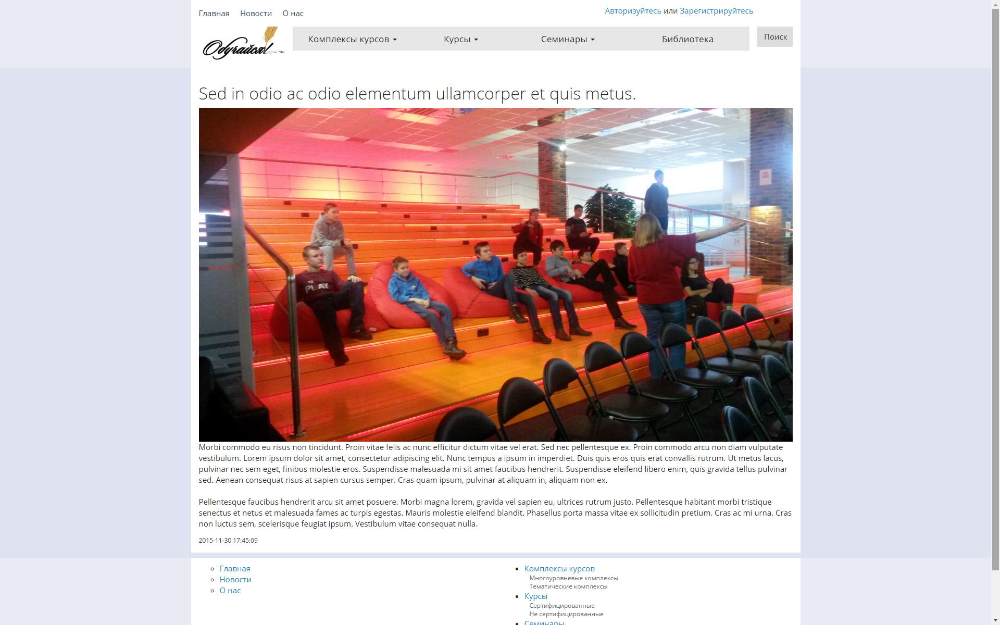 Главная Новости О нас
Авторизуйтесь или Зарегистрируйтесь
Обучайся!
Комплексы курсов Курсы Семинары Библиотека
Поиск
Sed in odio ac odio elementum ullamcorper et quis metus.
PLAY
Morbi commodo eu risus non tincidunt. Proin vitae felis ac nunc efficitur dictum vitae vel erat. Sed nec pellentesque ex. Proin commodo arcu non diam vulputate
vestibulum. Lorem ipsum dolor sit amet, consectetur adipiscing elit. Nunc tempus a ipsum in imperdiet. Duis quis eros quis erat convallis rutrum. Ut metus lacus,
pulvinar nec sem eget, finibus molestie eros. Suspendisse malesuada mi sit amet faucibus hendrerit. Suspendisse eleifend libero enim, quis gravida tellus pulvinar
sed. Aenean consequat risus at sapien cursus semper. Cras quam ipsum, pulvinar at aliquam in, aliquam non ex.
Pellentesque faucibus hendrerit arcu sit amet posuere. Morbi magna lorem, gravida vel sapien eu, ultrices rutrum justo. Pellentesque habitant morbi tristique
senectus et netus et malesuada fames ac turpis egestas. Mauris molestie eleifend blandit. Phasellus porta massa vitae ex sollicitudin pretium. Cras ac mi urna. Cras
non luctus sem, scelerisque feugiat ipsum. Vestibulum vitae consequat nulla.
2015-11-30 17:45:09
Главная
Новости
О нас
Комплексы курсов
Многоуровневые комплексы
Тематические комплексы
Курсы
Сертифицированные
Не сертифицированные
Семинары